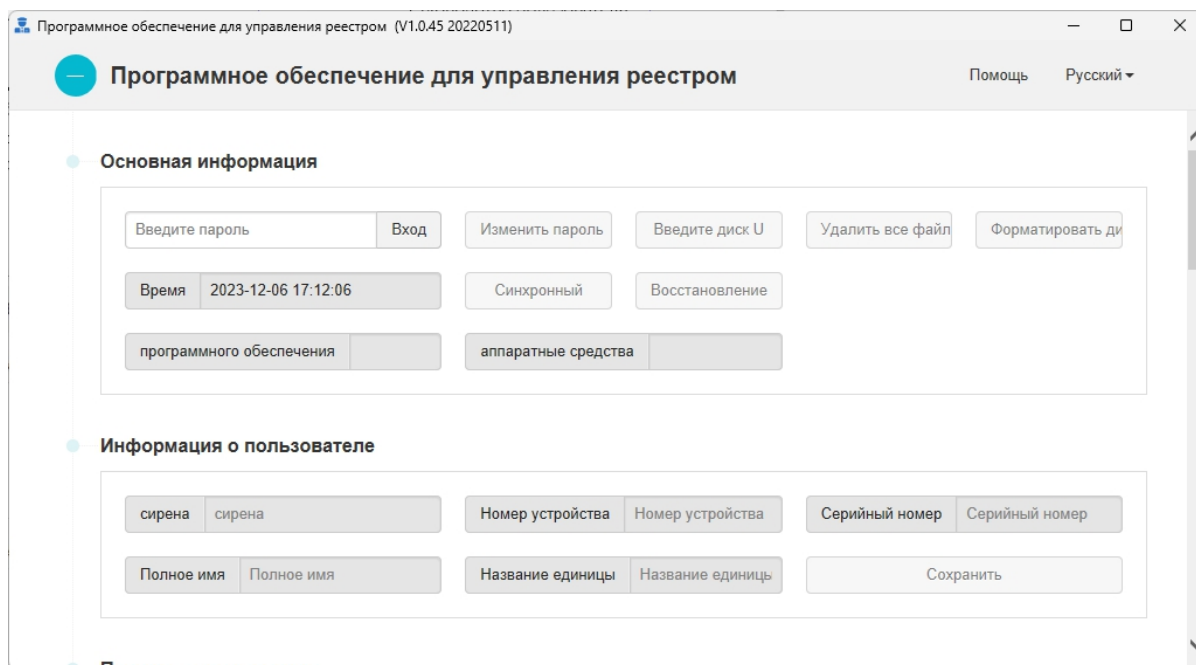 Программное обеспечение для управления реестром (V1.0.45 20220511)
Программное обеспечение для управления реестром Помощь Русский
Основная информация
Введите пароль Вход Изменить пароль Введите диск U Удалить все файл Форматировать ди
Время 2023-12-06 17:12:06 Синхронный Восстановление
программного обеспечения аппаратные средства
Информация о пользователе
сирена сирена Номер устройства Номер устройства Серийный номер Серийный номер
Полное имя Полное имя Название единицы Название единицы Сохранить